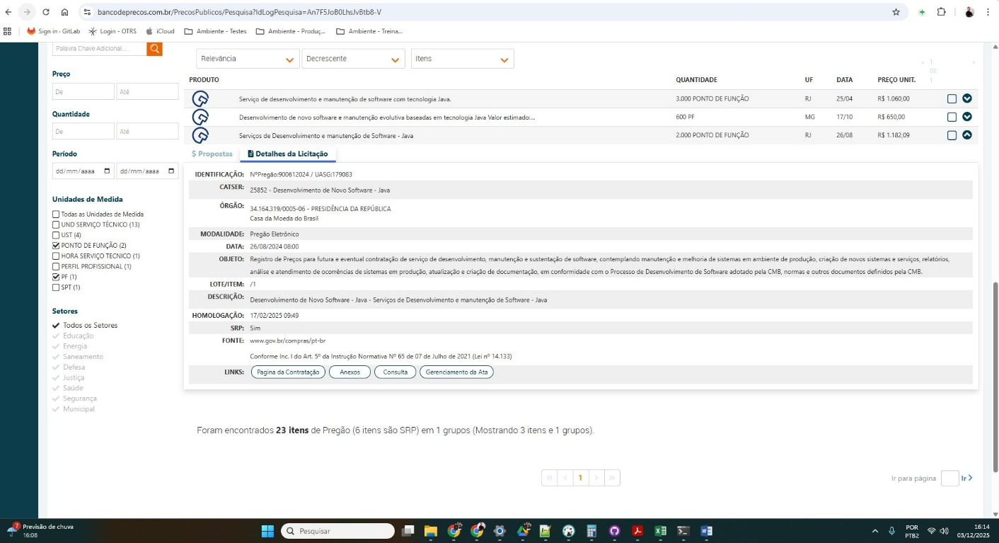 bancodeprecos.com.br/PrecosPublicos/Pesquisa?IdLogPesquisa=An7F5JoB0LhsJvBtb8-V
Sign in · GitLab
Login - OTRS
iCloud
Ambiente - Testes
Ambiente - Produç...
Ambiente - Treina...
Palavra Chave Adicional...
Relevância
Decrescente
Itens
1
DE
1
Preço
De
Até
Quantidade
De
Até
Período
dd/mm/aaaa
dd/mm/aaaa
Unidades de Medida
Todas as Unidades de Medida
UND SERVIÇO TÉCNICO (13)
UST (4)
PONTO DE FUNÇÃO (2)
HORA SERVIÇO TECNICO (1)
PERFIL PROFISSIONAL (1)
PF (1)
SPT (1)
Setores
Todos os Setores
Educação
Energia
Saneamento
Defesa
Justiça
Saúde
Segurança
Municipal
PRODUTO QUANTIDADE UF DATA PREÇO UNIT.
Serviço de desenvolvimento e manutenção de software com tecnologia Java. 3.000 PONTO DE FUNÇÃO RJ 25/04 R$ 1.060,00
Desenvolvimento de novo software e manutenção evolutiva baseadas em tecnologia Java Valor estimado:... 600 PF MG 17/10 R$ 650,00
Serviços de Desenvolvimento e manutenção de Software - Java 2.000 PONTO DE FUNÇÃO RJ 26/08 R$ 1.182,09
$ Propostas
Detalhes da Licitação
IDENTIFICAÇÃO: NºPregão:900612024 / UASG:179083
CATSER: 25852 - Desenvolvimento de Novo Software - Java
ÓRGÃO: 34.164.319/0005-06 - PRESIDÊNCIA DA REPÚBLICA
Casa da Moeda do Brasil
MODALIDADE: Pregão Eletrônico
DATA: 26/08/2024 08:00
OBJETO: Registro de Preços para futura e eventual contratação de serviço de desenvolvimento, manutenção e sustentação de software, contemplando manutenção e melhoria de sistemas em ambiente de produção, criação de novos sistemas e serviços, relatórios,
análise e atendimento de ocorrências de sistemas em produção, atualização e criação de documentação, em conformidade com o Processo de Desenvolvimento de Software adotado pela CMB, normas e outros documentos definidos pela CMB.
LOTE/ITEM: /1
DESCRIÇÃO: Desenvolvimento de Novo Software - Java - Serviços de Desenvolvimento e manutenção de Software - Java
HOMOLOGAÇÃO: 17/02/2025 09:49
SRP: Sim
FONTE: www.gov.br/compras/pt-br
Conforme Inc. I do Art. 5º da Instrução Normativa Nº 65 de 07 de Julho de 2021 (Lei nº 14.133)
LINKS: Pagina da Contratação Anexos Consulta Gerenciamento da Ata
Foram encontrados 23 itens de Pregão (6 itens são SRP) em 1 grupos (Mostrando 3 itens e 1 grupos).
« < 1 > »
Ir para página Ir
7
Previsão de chuva
16:08
Pesquisar
POR
PTB2
16:14
03/12/2025